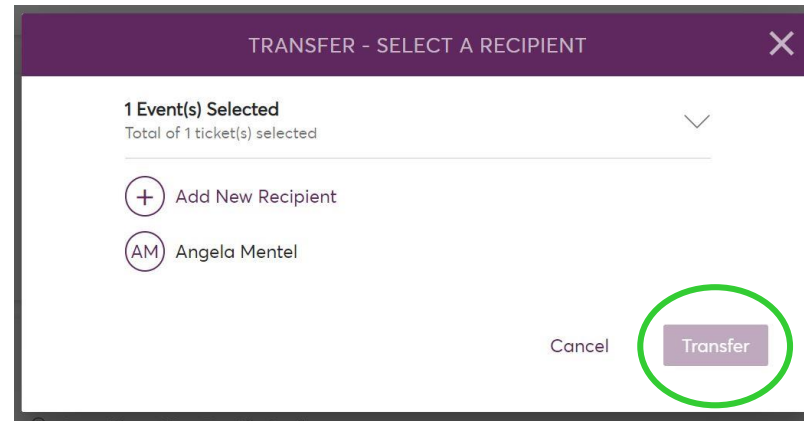 TRANSFER - SELECT A RECIPIENT
1 Event(s) Selected
Total of 1 ticket(s) selected
+ Add New Recipient
AM Angela Mentel
Cancel Transfer